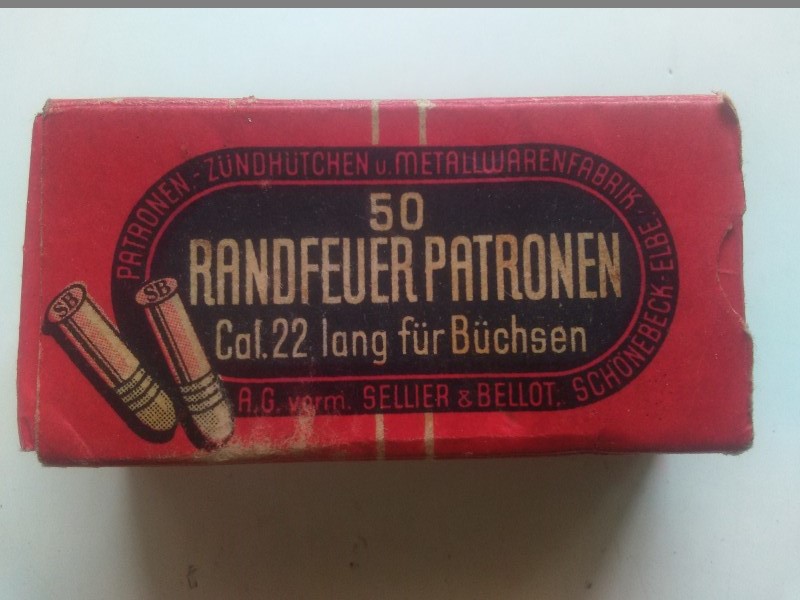 PATRONEN.- ZÜNDHÜTCHEN u. METALLWARENFABRIK.
50
RANDFEUER PATRONEN
Cal. 22 lang für Büchsen
A.G. vorm. SELLIER & BELLOT. SCHÖNEBECK-ELBE.
SB
SB